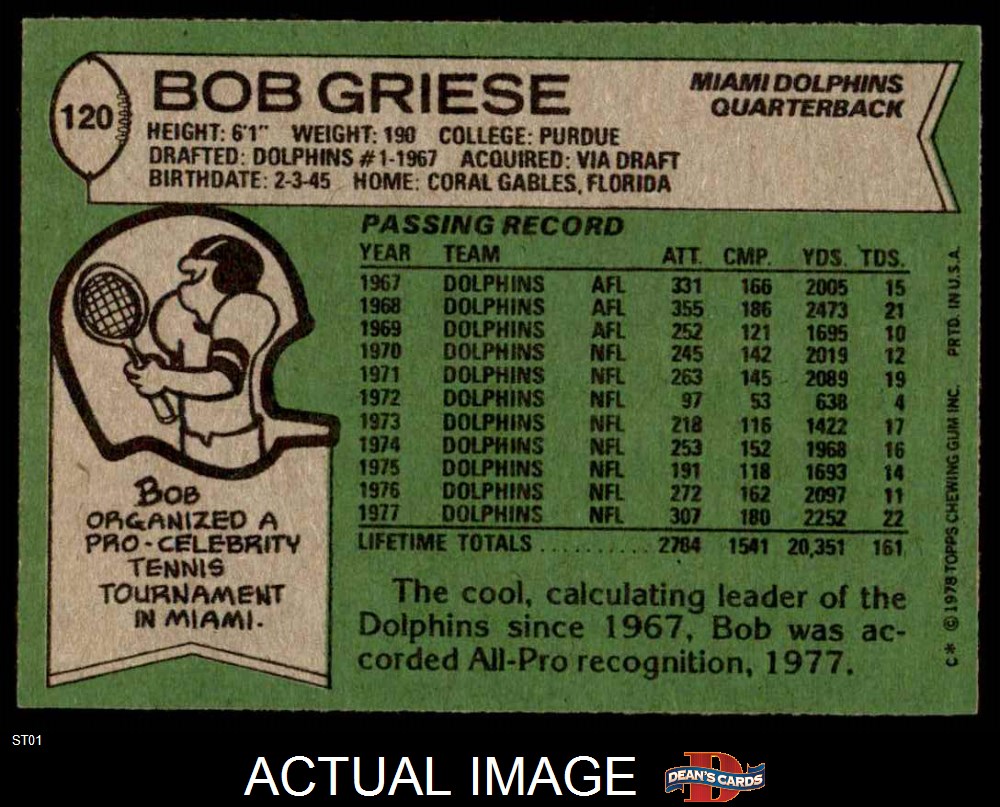 120
BOB GRIESE
MIAMI DOLPHINS
QUARTERBACK
HEIGHT: 6'1" WEIGHT: 190 COLLEGE: PURDUE
DRAFTED: DOLPHINS #1-1967 ACQUIRED: VIA DRAFT
BIRTHDATE: 2-3-45 HOME: CORAL GABLES, FLORIDA
PASSING RECORD
YEAR TEAM ATT. CMP. YDS. TDS.
1967 DOLPHINS AFL 331 166 2005 15
1968 DOLPHINS AFL 355 186 2473 21
1969 DOLPHINS AFL 252 121 1695 10
1970 DOLPHINS NFL 245 142 2019 12
1971 DOLPHINS NFL 263 145 2089 19
1972 DOLPHINS NFL 97 53 638 4
1973 DOLPHINS NFL 218 116 1422 17
1974 DOLPHINS NFL 253 152 1968 16
1975 DOLPHINS NFL 191 118 1693 14
1976 DOLPHINS NFL 272 162 2097 11
1977 DOLPHINS NFL 307 180 2252 22
LIFETIME TOTALS .......... 2784 1541 20,351 161
BOB
ORGANIZED A
PRO-CELEBRITY
TENNIS
TOURNAMENT
IN MIAMI.
The cool, calculating leader of the
Dolphins since 1967, Bob was ac-
corded All-Pro recognition, 1977.
C* © 1978 TOPPS CHEWING GUM INC. PRTD. IN U.S.A.
ST01
ACTUAL IMAGE
D
DEAN'S CARDS